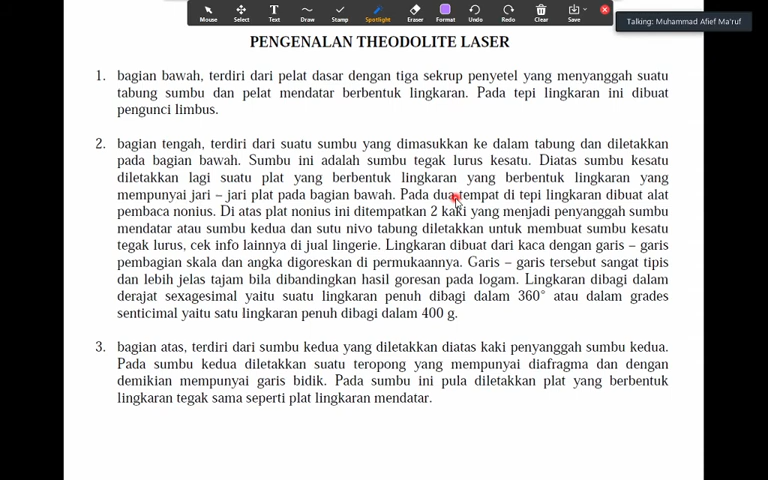 Mouse Select Text Draw Stamp Spotlight Eraser Format Undo Redo Clear Save
Talking: Muhammad Afief Ma'ruf
PENGENALAN THEODOLITE LASER
1. bagian bawah, terdiri dari pelat dasar dengan tiga sekrup penyetel yang menyanggah suatu
tabung sumbu dan pelat mendatar berbentuk lingkaran. Pada tepi lingkaran ini dibuat
pengunci limbus.
2. bagian tengah, terdiri dari suatu sumbu yang dimasukkan ke dalam tabung dan diletakkan
pada bagian bawah. Sumbu ini adalah sumbu tegak lurus kesatu. Diatas sumbu kesatu
diletakkan lagi suatu plat yang berbentuk lingkaran yang berbentuk lingkaran yang
mempunyai jari – jari plat pada bagian bawah. Pada dua tempat di tepi lingkaran dibuat alat
pembaca nonius. Di atas plat nonius ini ditempatkan 2 kaki yang menjadi penyanggah sumbu
mendatar atau sumbu kedua dan sutu nivo tabung diletakkan untuk membuat sumbu kesatu
tegak lurus, cek info lainnya di jual lingerie. Lingkaran dibuat dari kaca dengan garis – garis
pembagian skala dan angka digoreskan di permukaannya. Garis – garis tersebut sangat tipis
dan lebih jelas tajam bila dibandingkan hasil goresan pada logam. Lingkaran dibagi dalam
derajat sexagesimal yaitu suatu lingkaran penuh dibagi dalam 360° atau dalam grades
senticimal yaitu satu lingkaran penuh dibagi dalam 400 g.
3. bagian atas, terdiri dari sumbu kedua yang diletakkan diatas kaki penyanggah sumbu kedua.
Pada sumbu kedua diletakkan suatu teropong yang mempunyai diafragma dan dengan
demikian mempunyai garis bidik. Pada sumbu ini pula diletakkan plat yang berbentuk
lingkaran tegak sama seperti plat lingkaran mendatar.